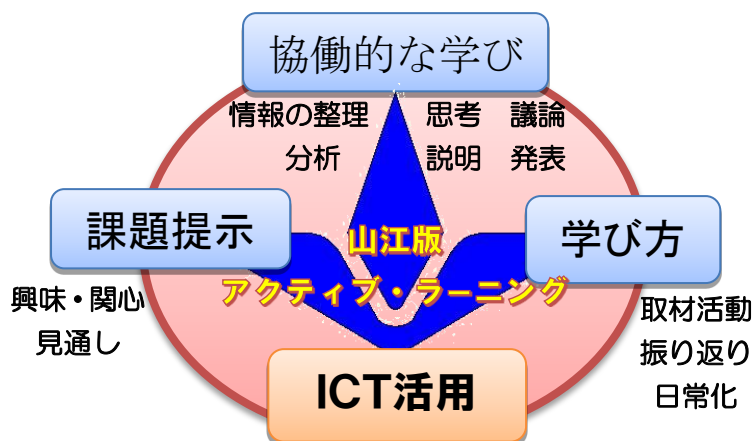 協働的な学び
情報の整理
分析
思考 議論
説明 発表
課題提示
興味・関心
見通し
山江版
アクティブ・ラーニング
学び方
取材活動
振り返り
日常化
ICT活用